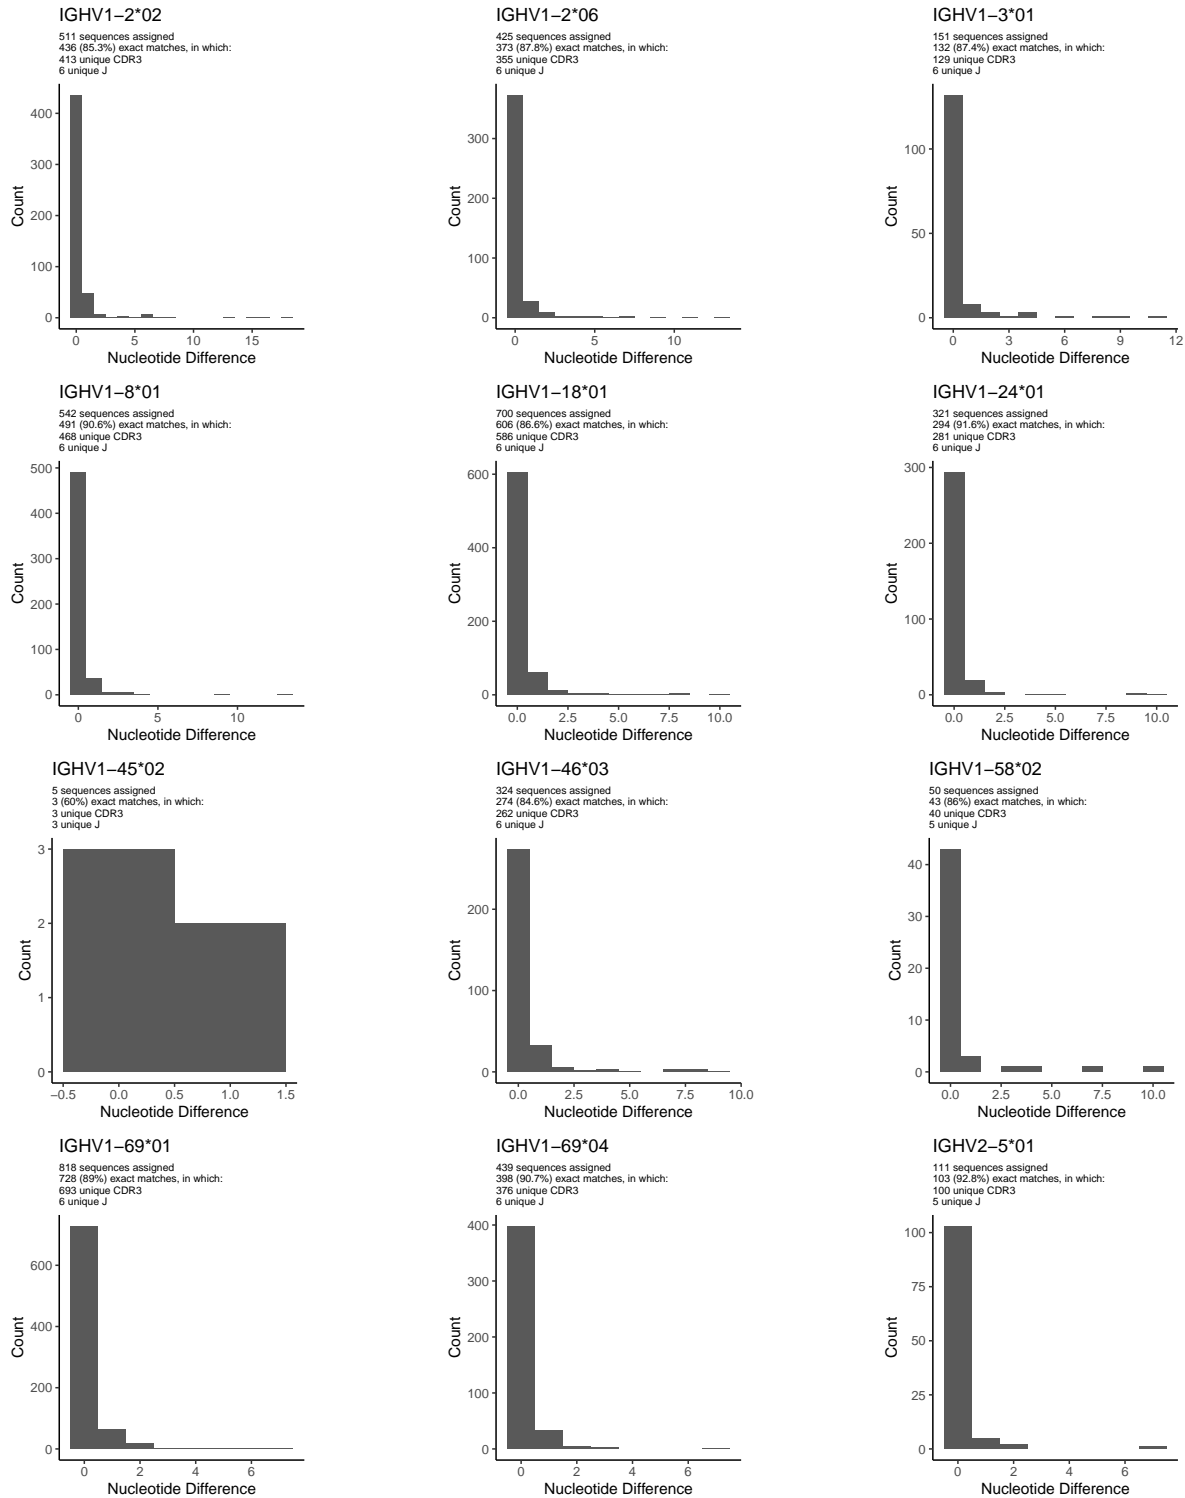 IGHV1−2*02
511 sequences assigned
436 (85.3%) exact matches, in which:
413 unique CDR3
6 unique J
400
300
200
100
0
Count
0 5 10 15
Nucleotide Difference
IGHV1−2*06
425 sequences assigned
373 (87.8%) exact matches, in which:
355 unique CDR3
6 unique J
300
200
100
0
Count
0 5 10
Nucleotide Difference
IGHV1−3*01
151 sequences assigned
132 (87.4%) exact matches, in which:
129 unique CDR3
6 unique J
100
50
0
Count
0 3 6 9 12
Nucleotide Difference
IGHV1−8*01
542 sequences assigned
491 (90.6%) exact matches, in which:
468 unique CDR3
6 unique J
500
400
300
200
100
0
Count
0 5 10
Nucleotide Difference
IGHV1−18*01
700 sequences assigned
606 (86.6%) exact matches, in which:
586 unique CDR3
6 unique J
600
400
200
0
Count
0.0 2.5 5.0 7.5 10.0
Nucleotide Difference
IGHV1−24*01
321 sequences assigned
294 (91.6%) exact matches, in which:
281 unique CDR3
6 unique J
300
200
100
0
Count
0.0 2.5 5.0 7.5 10.0
Nucleotide Difference
IGHV1−45*02
5 sequences assigned
3 (60%) exact matches, in which:
3 unique CDR3
3 unique J
3
2
1
0
Count
−0.5 0.0 0.5 1.0 1.5
Nucleotide Difference
IGHV1−46*03
324 sequences assigned
274 (84.6%) exact matches, in which:
262 unique CDR3
6 unique J
200
100
0
Count
0.0 2.5 5.0 7.5 10.0
Nucleotide Difference
IGHV1−58*02
50 sequences assigned
43 (86%) exact matches, in which:
40 unique CDR3
5 unique J
40
30
20
10
0
Count
0.0 2.5 5.0 7.5 10.0
Nucleotide Difference
IGHV1−69*01
818 sequences assigned
728 (89%) exact matches, in which:
693 unique CDR3
6 unique J
600
400
200
0
Count
0 2 4 6
Nucleotide Difference
IGHV1−69*04
439 sequences assigned
398 (90.7%) exact matches, in which:
376 unique CDR3
6 unique J
400
300
200
100
0
Count
0 2 4 6
Nucleotide Difference
IGHV2−5*01
111 sequences assigned
103 (92.8%) exact matches, in which:
100 unique CDR3
5 unique J
100
75
50
25
0
Count
0 2 4 6
Nucleotide Difference